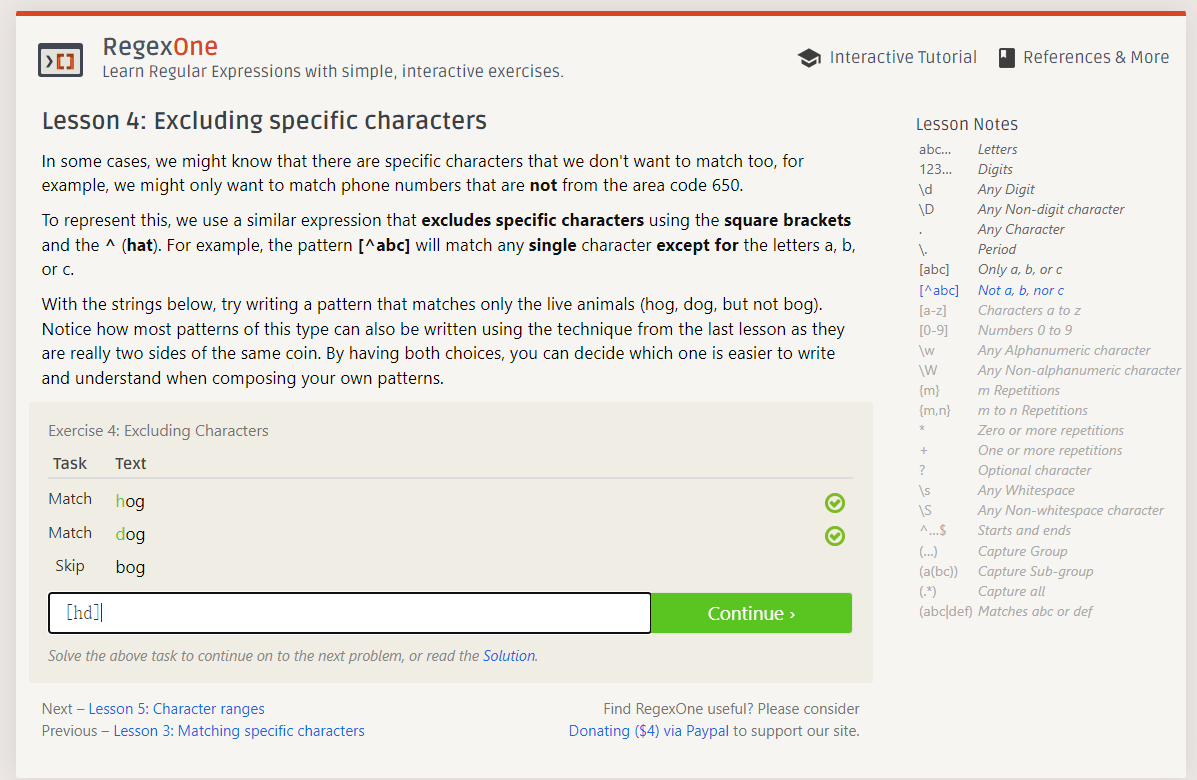 RegexOne
Learn Regular Expressions with simple, interactive exercises.
Interactive Tutorial
References & More
Lesson 4: Excluding specific characters
In some cases, we might know that there are specific characters that we don't want to match too, for
example, we might only want to match phone numbers that are not from the area code 650.
To represent this, we use a similar expression that excludes specific characters using the square brackets
and the ^ (hat). For example, the pattern [^abc] will match any single character except for the letters a, b,
or c.
With the strings below, try writing a pattern that matches only the live animals (hog, dog, but not bog).
Notice how most patterns of this type can also be written using the technique from the last lesson as they
are really two sides of the same coin. By having both choices, you can decide which one is easier to write
and understand when composing your own patterns.
Exercise 4: Excluding Characters
Task Text
Match hog
Match dog
Skip bog
[hd]
Continue ›
Solve the above task to continue on to the next problem, or read the Solution.
Next – Lesson 5: Character ranges
Previous – Lesson 3: Matching specific characters
Find RegexOne useful? Please consider
Donating ($4) via Paypal to support our site.
Lesson Notes
abc... Letters
123... Digits
\d Any Digit
\D Any Non-digit character
. Any Character
\. Period
[abc] Only a, b, or c
[^abc] Not a, b, nor c
[a-z] Characters a to z
[0-9] Numbers 0 to 9
\w Any Alphanumeric character
\W Any Non-alphanumeric character
{m} m Repetitions
{m,n} m to n Repetitions
* Zero or more repetitions
+ One or more repetitions
? Optional character
\s Any Whitespace
\S Any Non-whitespace character
^...$ Starts and ends
(...) Capture Group
(a(bc)) Capture Sub-group
(.*) Capture all
(abc|def) Matches abc or def